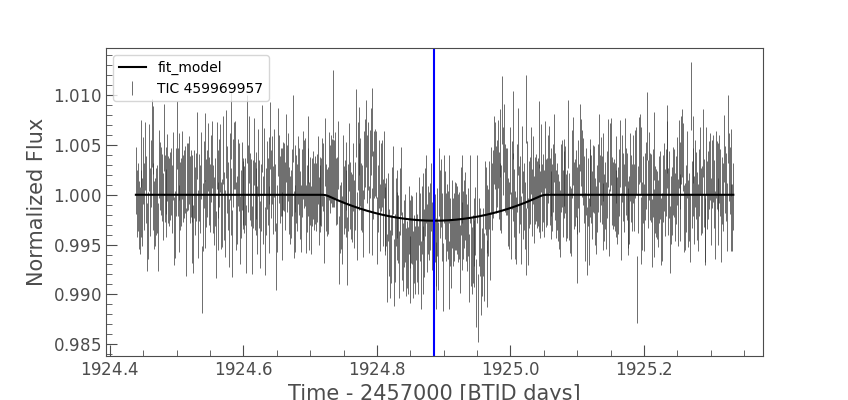 fit_model
TIC 459969957
1.010
1.005
1.000
0.995
0.990
0.985
Normalized Flux
1924.4 1924.6 1924.8 1925.0 1925.2
Time - 2457000 [BTJD days]